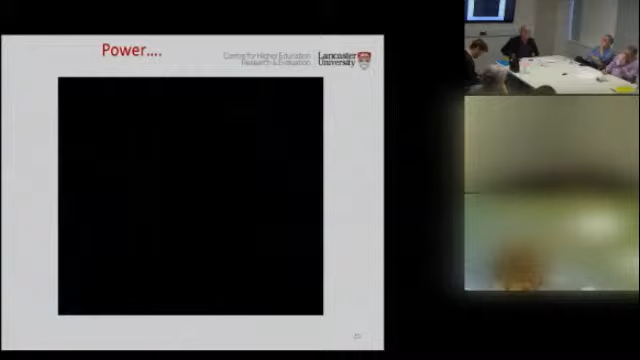 Power....
Centre for Higher Education
Research & Evaluation
Lancaster
University